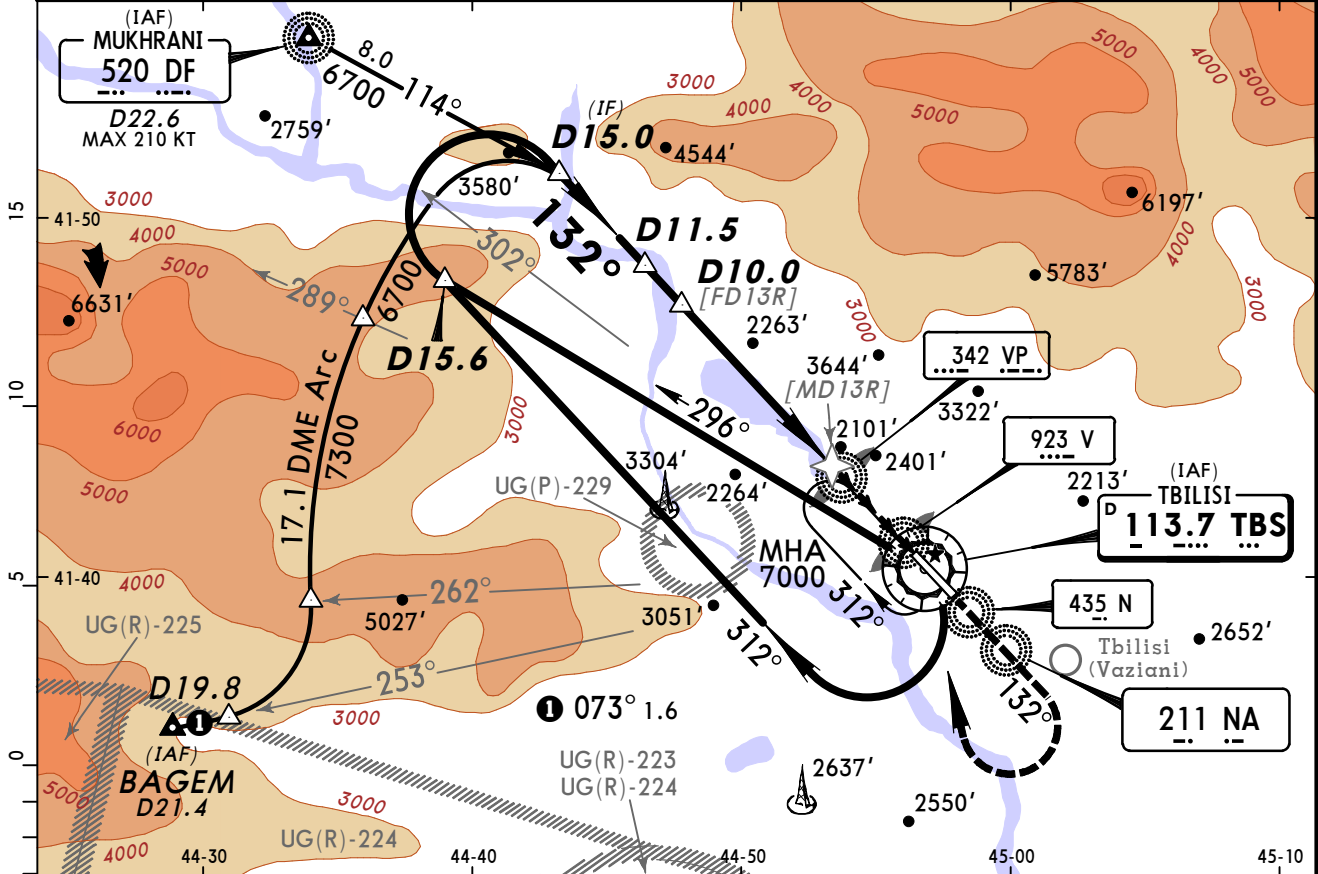 (IAF)
MUKHRANI
520 DF
D22.6
MAX 210 KT
8.0
6700
114°
2759'
(IF)
D15.0
3000
4000
4544'
4000
5000
5000
4000
5000
3580'
6197'
4000
15
41-50
3000
4000
5000
302°
132°
D11.5
D10.0
[FD13R]
5783'
3000
3000
6631'
289°
6700
D15.6
2263'
3644'
[MD13R]
342 VP
3322'
10
17.1 DME Arc
7300
6000
5000
3000
296°
2101'
2401'
923 V
2213'
(IAF)
TBILISI
D
113.7 TBS
3304'
UG(P)-229
2264'
MHA
7000
5
41-40
4000
262°
5027'
3051'
312°
312°
435 N
2652'
Tbilisi
(Vaziani)
UG(R)-225
253°
132°
211 NA
D19.8
1
3000
1 073° 1.6
0
(IAF)
BAGEM
D21.4
5000
3000
UG(R)-223
UG(R)-224
2637'
2550'
UG(R)-224
4000
44-30
44-40
44-50
45-00
45-10